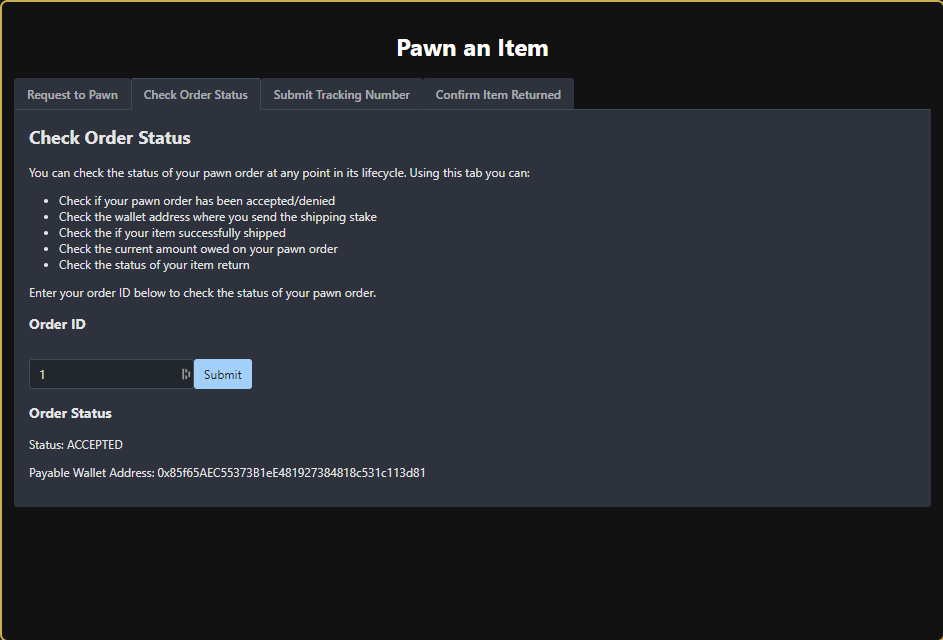 Pawn an Item
Request to Pawn
Check Order Status
Submit Tracking Number
Confirm Item Returned
Check Order Status
You can check the status of your pawn order at any point in its lifecycle. Using this tab you can:
Check if your pawn order has been accepted/denied
Check the wallet address where you send the shipping stake
Check the if your item successfully shipped
Check the current amount owed on your pawn order
Check the status of your item return
Enter your order ID below to check the status of your pawn order.
Order ID
1
Submit
Order Status
Status: ACCEPTED
Payable Wallet Address: 0x85f65AEC55373B1eE481927384818c531c113d81